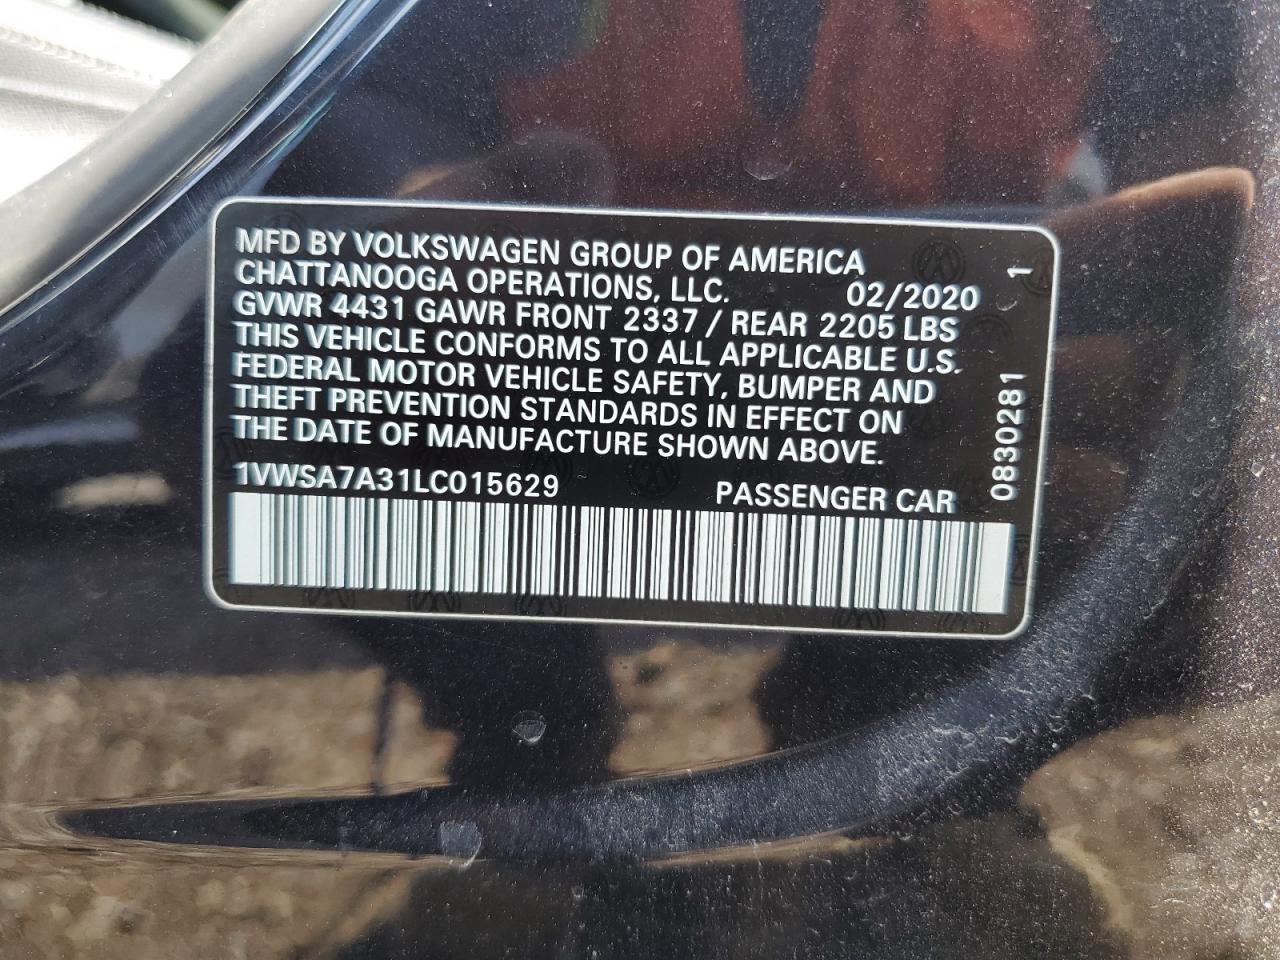 MFD BY VOLKSWAGEN GROUP OF AMERICA
CHATTANOOGA OPERATIONS, LLC. 02/2020
GVWR 4431 GAWR FRONT 2337 / REAR 2205 LBS
THIS VEHICLE CONFORMS TO ALL APPLICABLE U.S.
FEDERAL MOTOR VEHICLE SAFETY, BUMPER AND
THEFT PREVENTION STANDARDS IN EFFECT ON
THE DATE OF MANUFACTURE SHOWN ABOVE.
1VWSA7A31LC015629 PASSENGER CAR
0830281 1